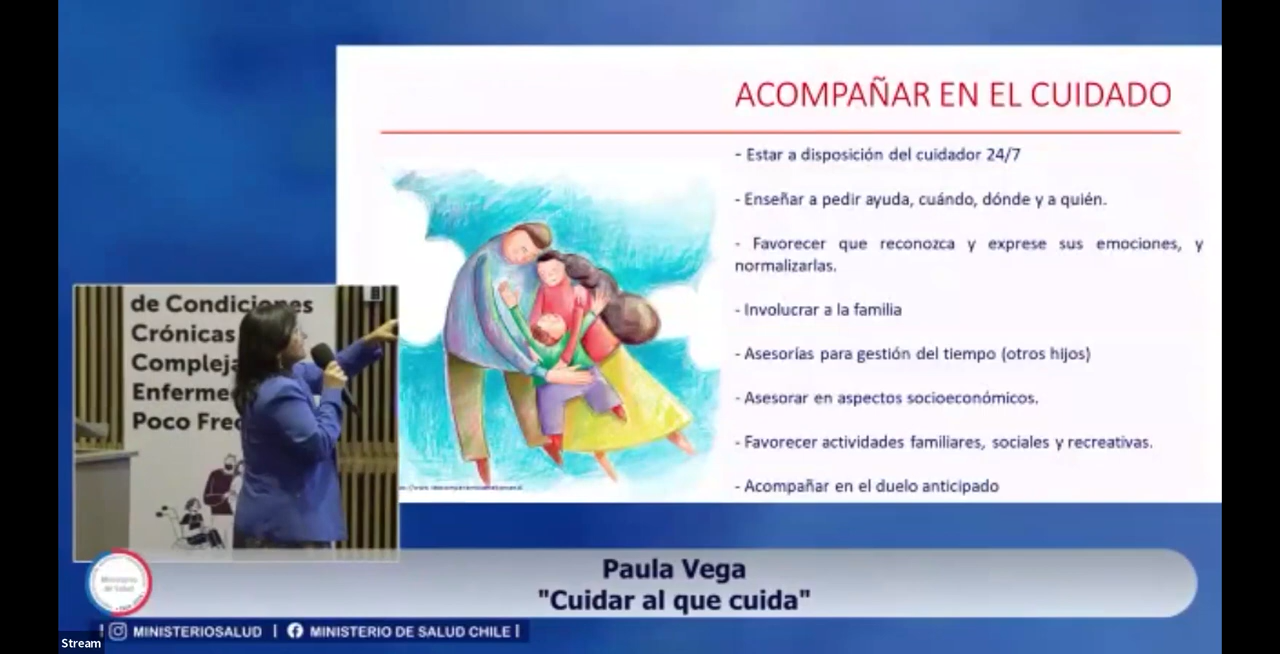 ACOMPAÑAR EN EL CUIDADO
- Estar a disposición del cuidador 24/7
- Enseñar a pedir ayuda, cuándo, dónde y a quién.
- Favorecer que reconozca y exprese sus emociones, y
normalizarlas.
- Involucrar a la familia
- Asesorías para gestión del tiempo (otros hijos)
- Asesorar en aspectos socioeconómicos.
- Favorecer actividades familiares, sociales y recreativas.
- Acompañar en el duelo anticipado
de Condiciones
Crónicas
Compleja
Enferme
Poco Fre
Paula Vega
"Cuidar al que cuida"
Ministerio
de Salud
| MINISTERIOSALUD | MINISTERIO DE SALUD CHILE |
Stream